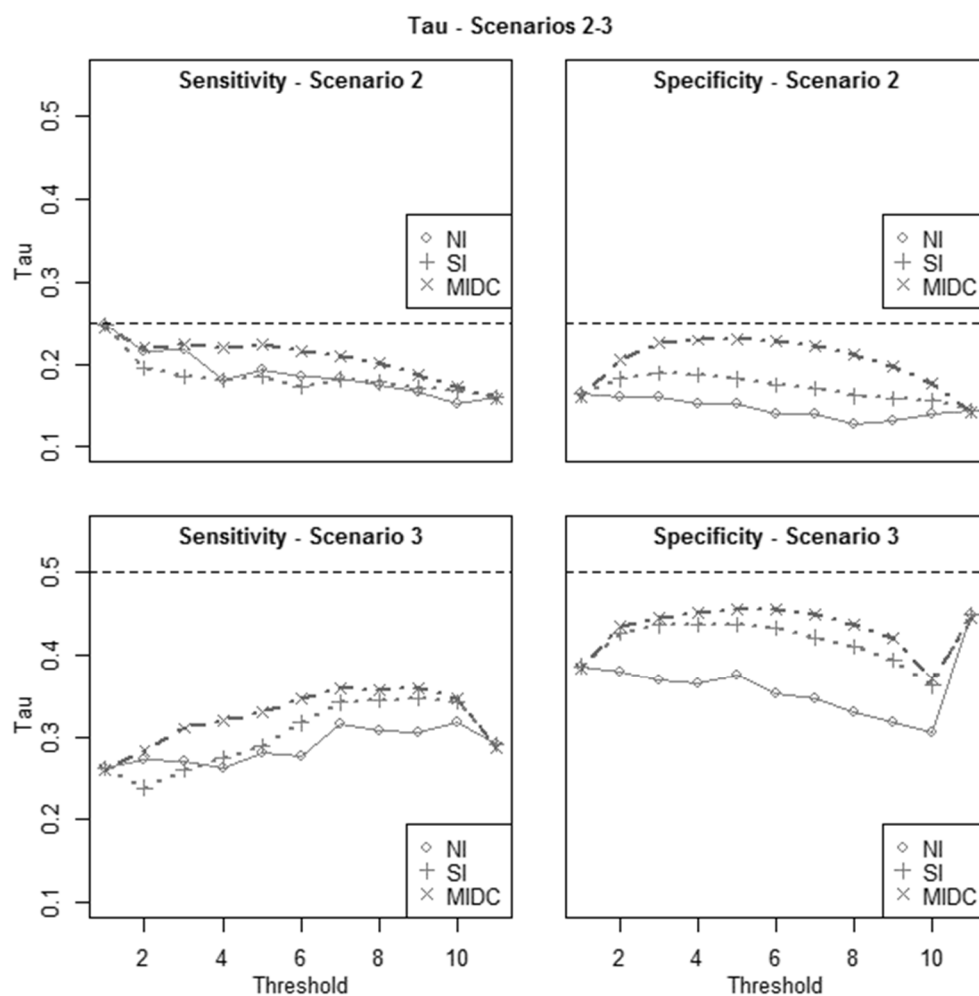 Tau - Scenarios 2-3
Sensitivity - Scenario 2
Specificity - Scenario 2
0.5
0.4
0.3
0.2
0.1
Tau
NI
SI
MIDC
NI
SI
MIDC
Sensitivity - Scenario 3
Specificity - Scenario 3
0.5
0.4
0.3
0.2
0.1
Tau
NI
SI
MIDC
NI
SI
MIDC
2 4 6 8 10
2 4 6 8 10
Threshold
Threshold